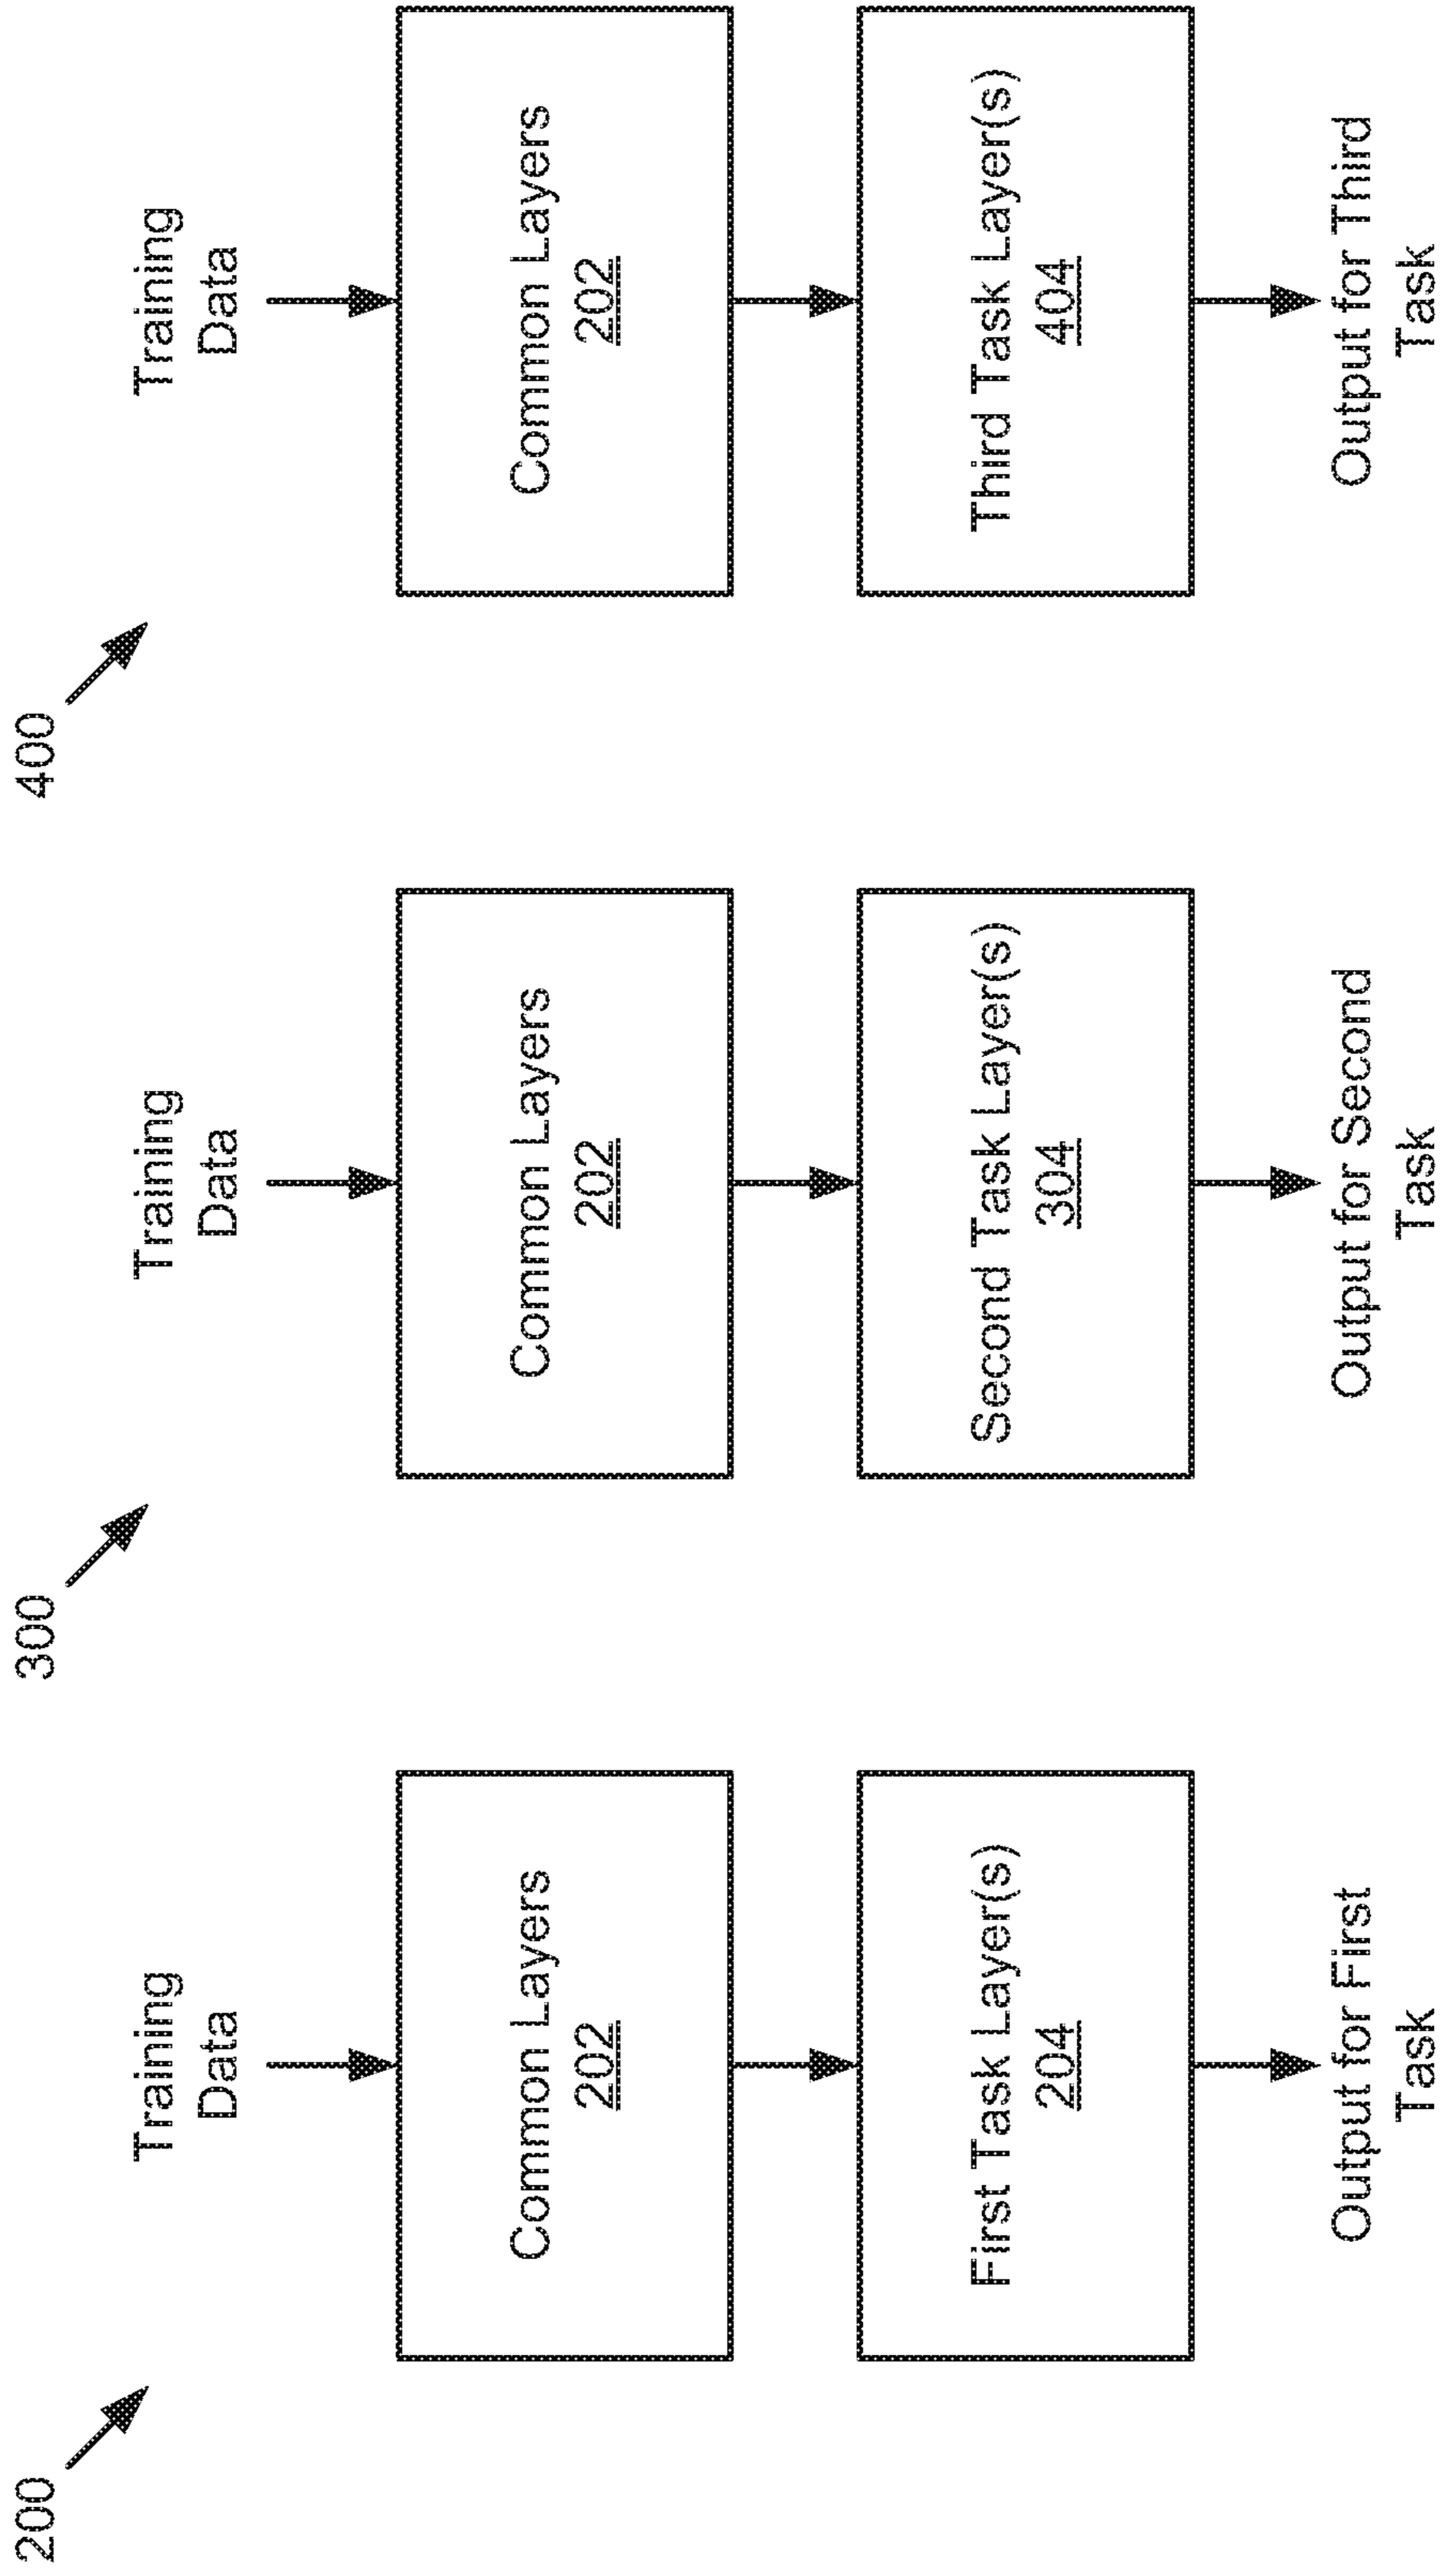 200
Training
Data
Common Layers
202
First Task Layer(s)
204
Output for First
Task
300
Training
Data
Common Layers
202
Second Task Layer(s)
304
Output for Second
Task
400
Training
Data
Common Layers
202
Third Task Layer(s)
404
Output for Third
Task